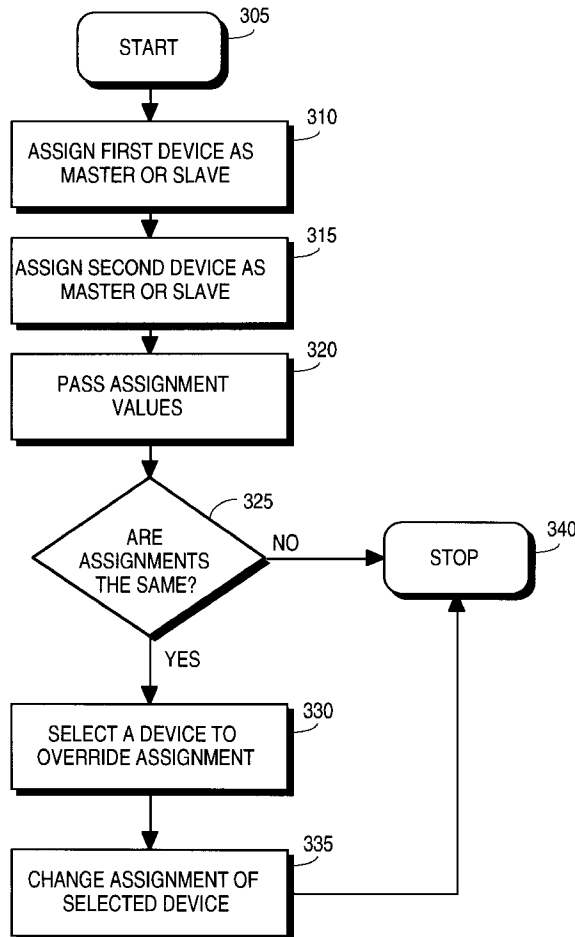 305
START
310
ASSIGN FIRST DEVICE AS
MASTER OR SLAVE
315
ASSIGN SECOND DEVICE AS
MASTER OR SLAVE
320
PASS ASSIGNMENT
VALUES
325
ARE
ASSIGNMENTS
THE SAME?
NO
340
STOP
YES
330
SELECT A DEVICE TO
OVERRIDE ASSIGNMENT
335
CHANGE ASSIGNMENT OF
SELECTED DEVICE